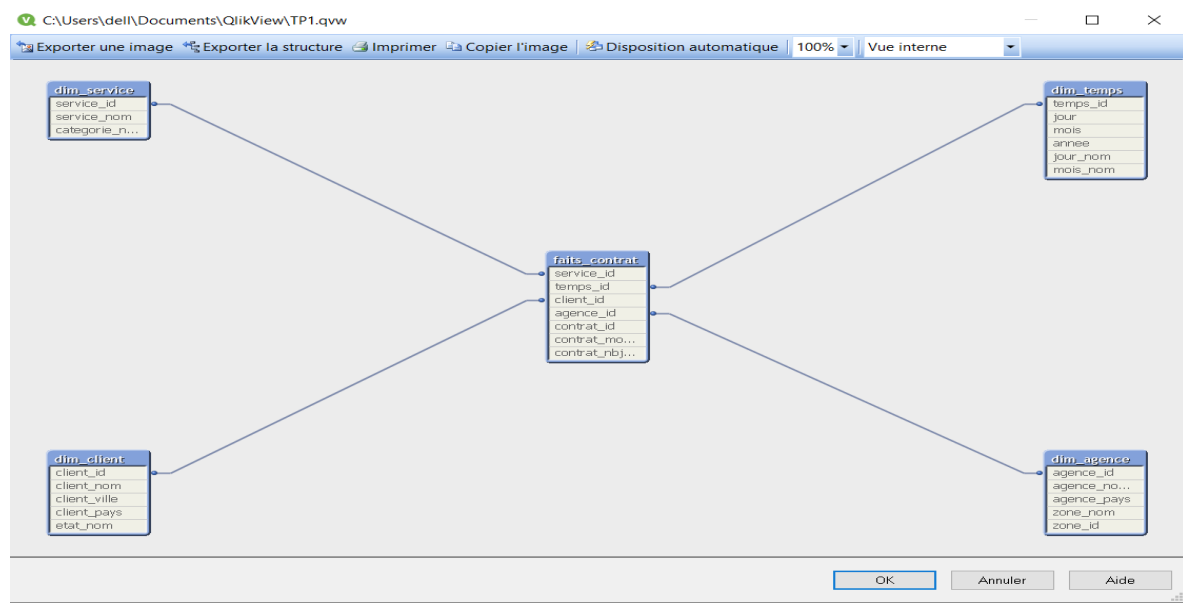 C:\Users\dell\Documents\QlikView\TP1.qvw
Exporter une image Exporter la structure Imprimer Copier l'image Disposition automatique 100% Vue interne
dim_service
service_id
service_nom
categorie_n...
dim_temps
temps_id
jour
mois
annee
jour_nom
mois_nom
faits_contrat
service_id
temps_id
client_id
agence_id
contrat_id
contrat_mo...
contrat_nbj...
dim_client
client_id
client_nom
client_ville
client_pays
etat_nom
dim_agence
agence_id
agence_no...
agence_pays
zone_nom
zone_id
OK Annuler Aide